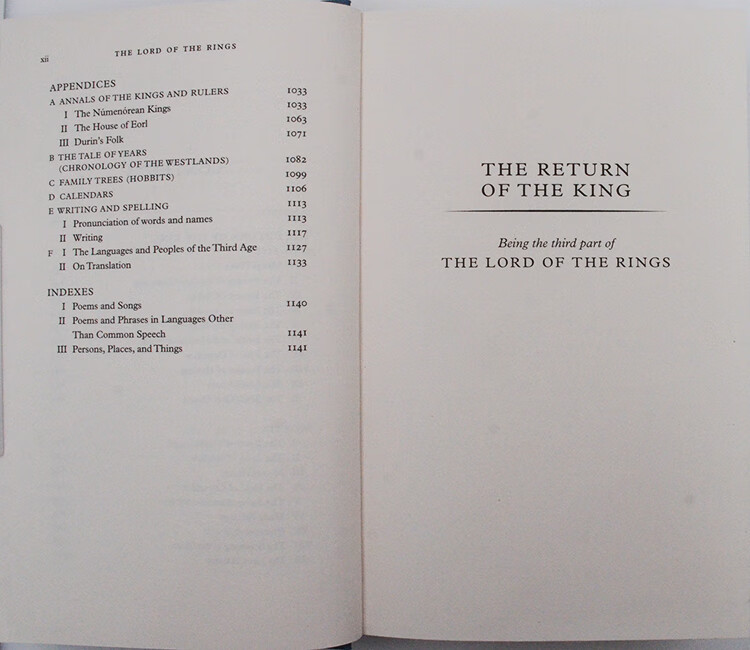 xii THE LORD OF THE RINGS
APPENDICES
A ANNALS OF THE KINGS AND RULERS 1033
I The Númenórean Kings 1033
II The House of Eorl 1063
III Durin's Folk 1071
B THE TALE OF YEARS
(CHRONOLOGY OF THE WESTLANDS) 1082
C FAMILY TREES (HOBBITS) 1099
D CALENDARS 1106
E WRITING AND SPELLING 1113
I Pronunciation of words and names 1113
II Writing 1117
F I The Languages and Peoples of the Third Age 1127
II On Translation 1133
INDEXES
I Poems and Songs 1140
II Poems and Phrases in Languages Other
Than Common Speech 1141
III Persons, Places, and Things 1141
THE RETURN
OF THE KING
Being the third part of
THE LORD OF THE RINGS